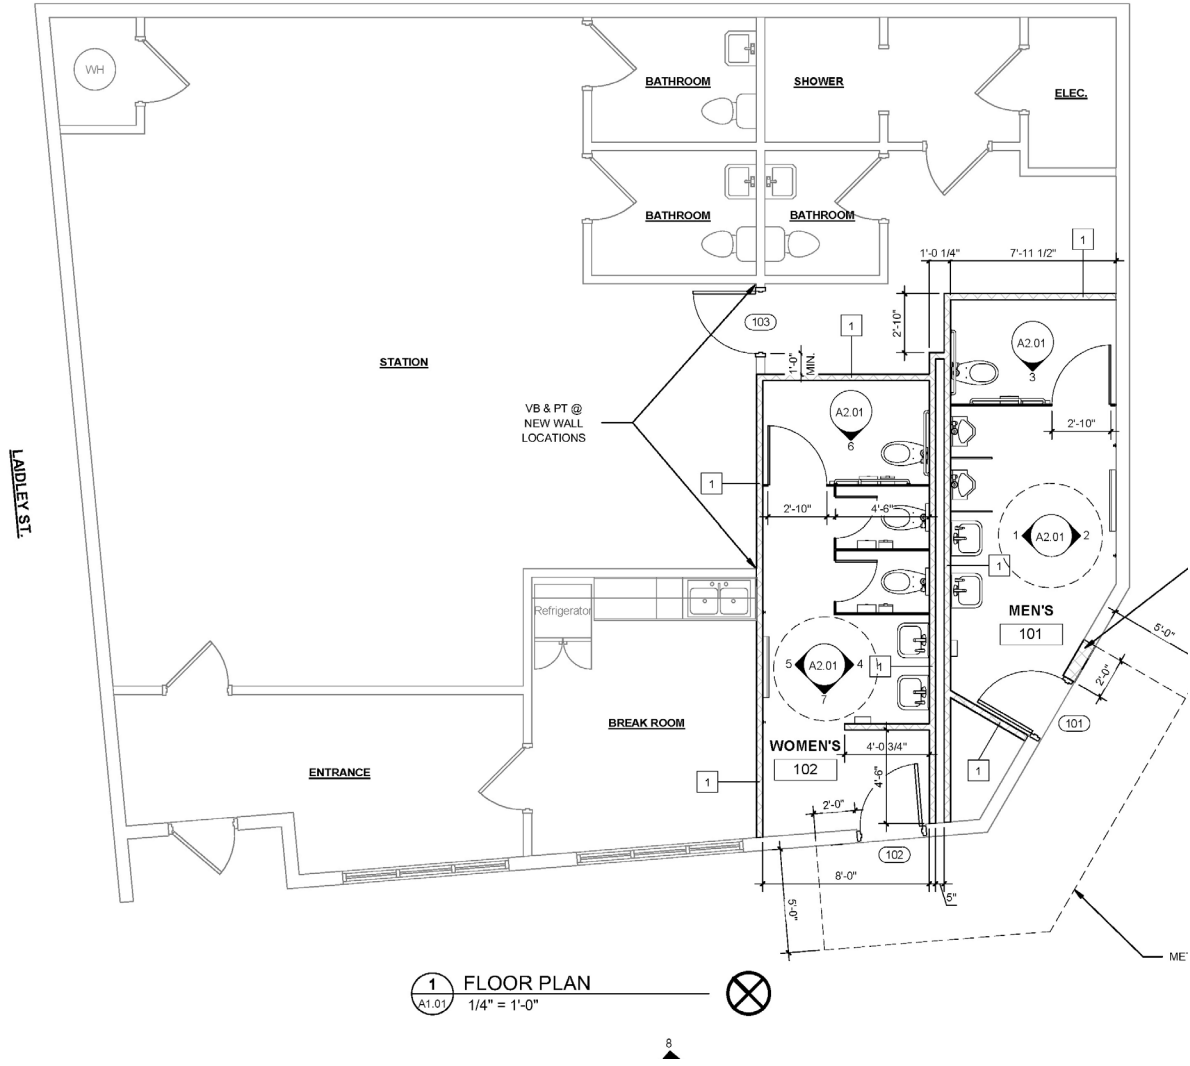 WH
BATHROOM
SHOWER
ELEC.
BATHROOM
BATHROOM
1
1'-0 1/4"
7'-11 1/2"
103
1
2'-10"
A2.01
3
STATION
1'-0"
MIN.
VB & PT @
NEW WALL
LOCATIONS
A2.01
6
2'-10"
LAIDLEY ST.
1
2'-10"
4'-6"
1
A2.01
2
1
Refrigerator
MEN'S
101
5'-0"
5
A2.01
4
7
1
2'-0"
BREAK ROOM
101
WOMEN'S
102
4'-0 3/4"
ENTRANCE
1
4'-6"
1
2'-0"
102
8'-0"
5"
5'-0"
MET
1
A1.01
FLOOR PLAN
1/4" = 1'-0"
8